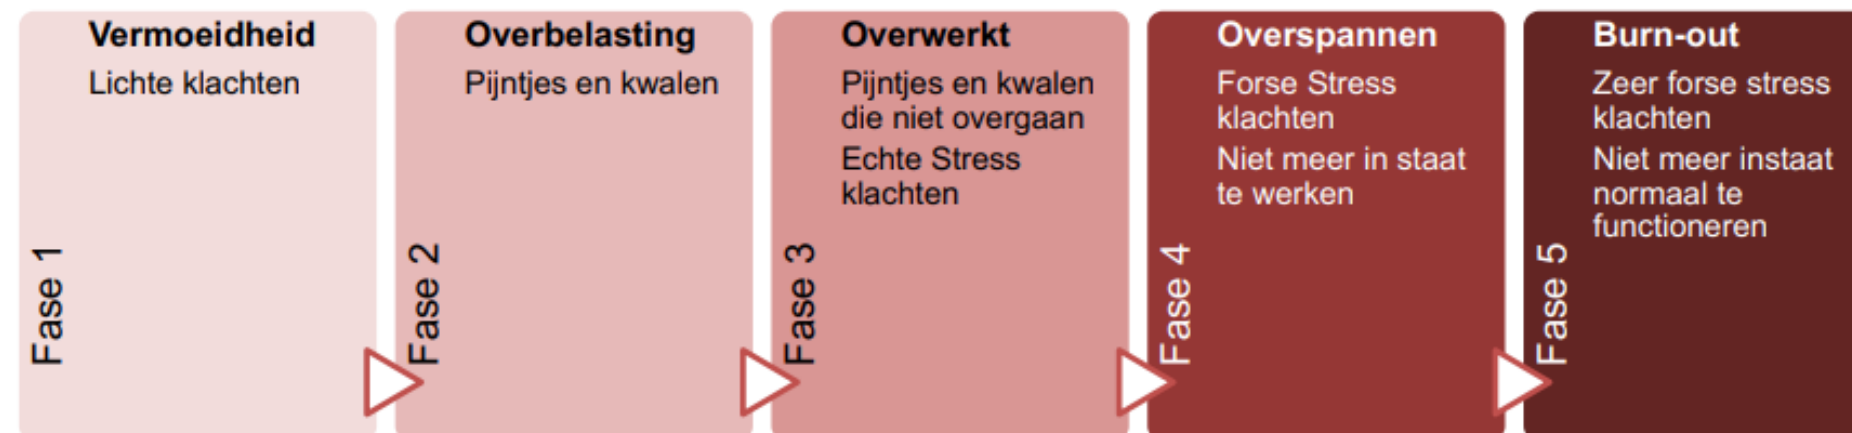 Vermoeidheid
Lichte klachten
Fase 1
Overbelasting
Pijntjes en kwalen
Fase 2
Overwerkt
Pijntjes en kwalen
die niet overgaan
Echte Stress
klachten
Fase 3
Overspannen
Forse Stress
klachten
Niet meer in staat
te werken
Fase 4
Burn-out
Zeer forse stress
klachten
Niet meer instaat
normaal te
functioneren
Fase 5